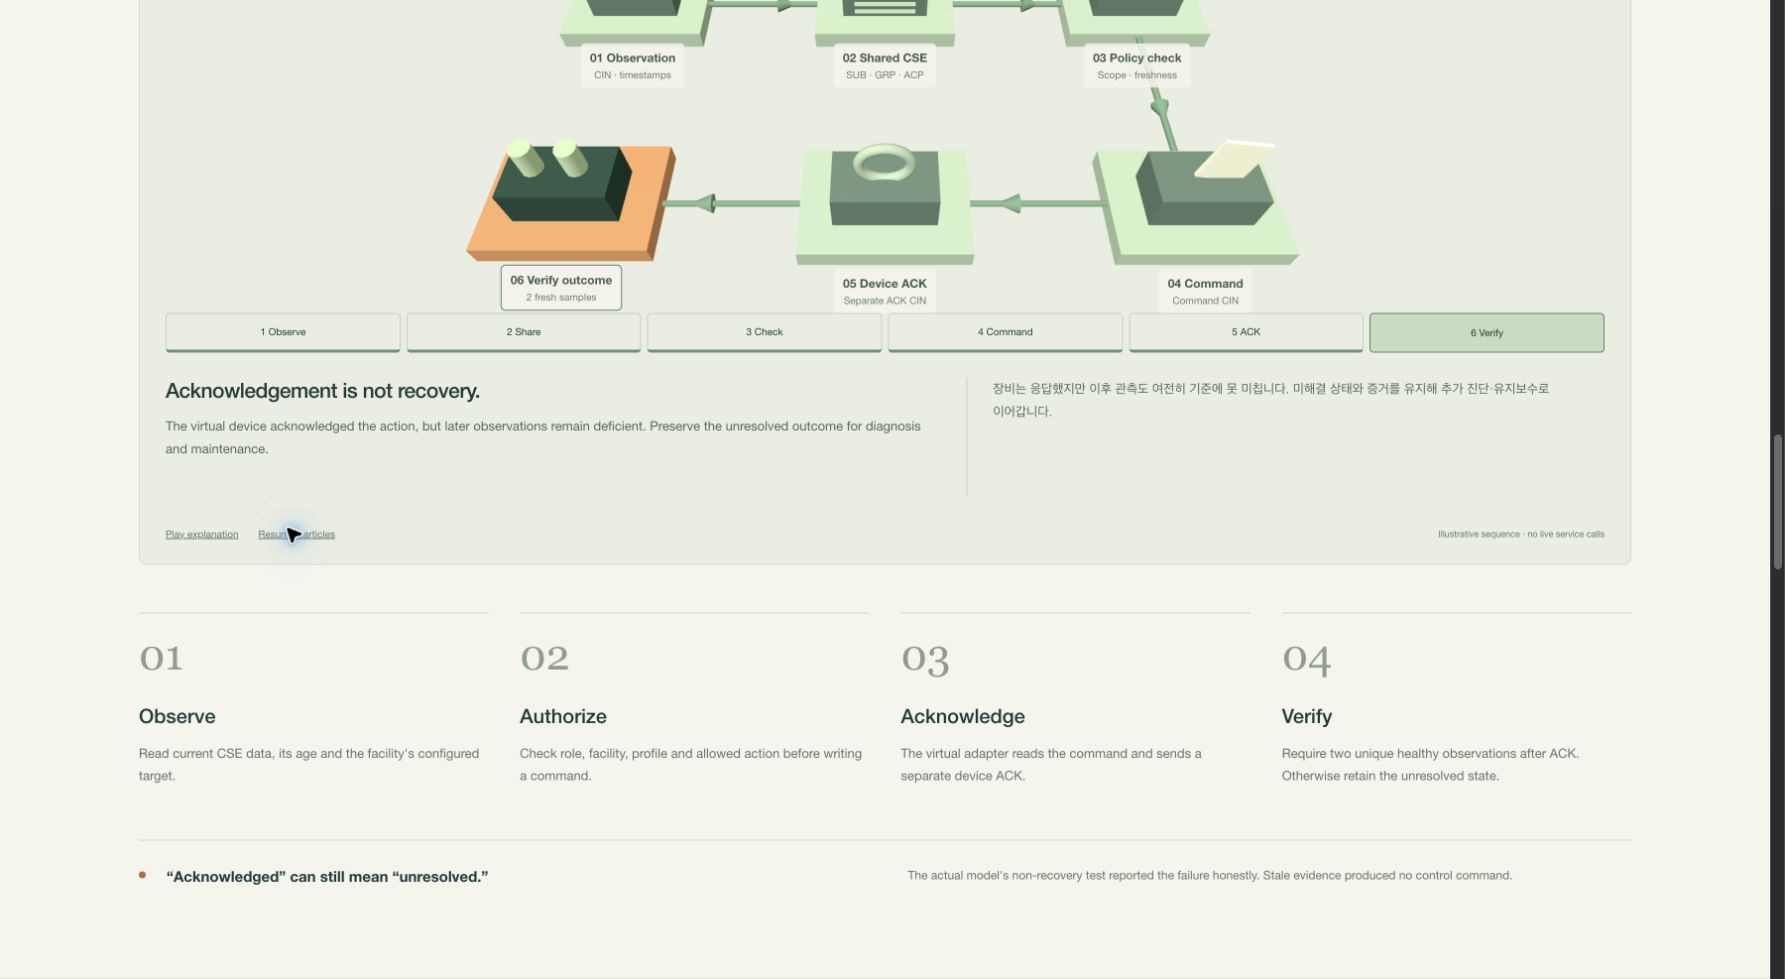 01 Observation
CIN · timestamps
02 Shared CSE
SUB · GRP · ACP
03 Policy check
Scope · freshness
06 Verify outcome
2 fresh samples
05 Device ACK
Separate ACK CIN
04 Command
Command CIN
1 Observe
2 Share
3 Check
4 Command
5 ACK
6 Verify
Acknowledgement is not recovery.
The virtual device acknowledged the action, but later observations remain deficient. Preserve the unresolved outcome for diagnosis
and maintenance.
장비는 응답했지만 이후 관측도 여전히 기준에 못 미칩니다. 미해결 상태와 증거를 유지해 추가 진단·유지보수로
이어갑니다.
Play explanation
articles
Illustrative sequence · no live service calls
01
Observe
Read current CSE data, its age and the facility's configured
target.
02
Authorize
Check role, facility, profile and allowed action before writing
a command.
03
Acknowledge
The virtual adapter reads the command and sends a
separate device ACK.
04
Verify
Require two unique healthy observations after ACK.
Otherwise retain the unresolved state.
“Acknowledged” can still mean “unresolved.”
The actual model's non-recovery test reported the failure honestly. Stale evidence produced no control command.